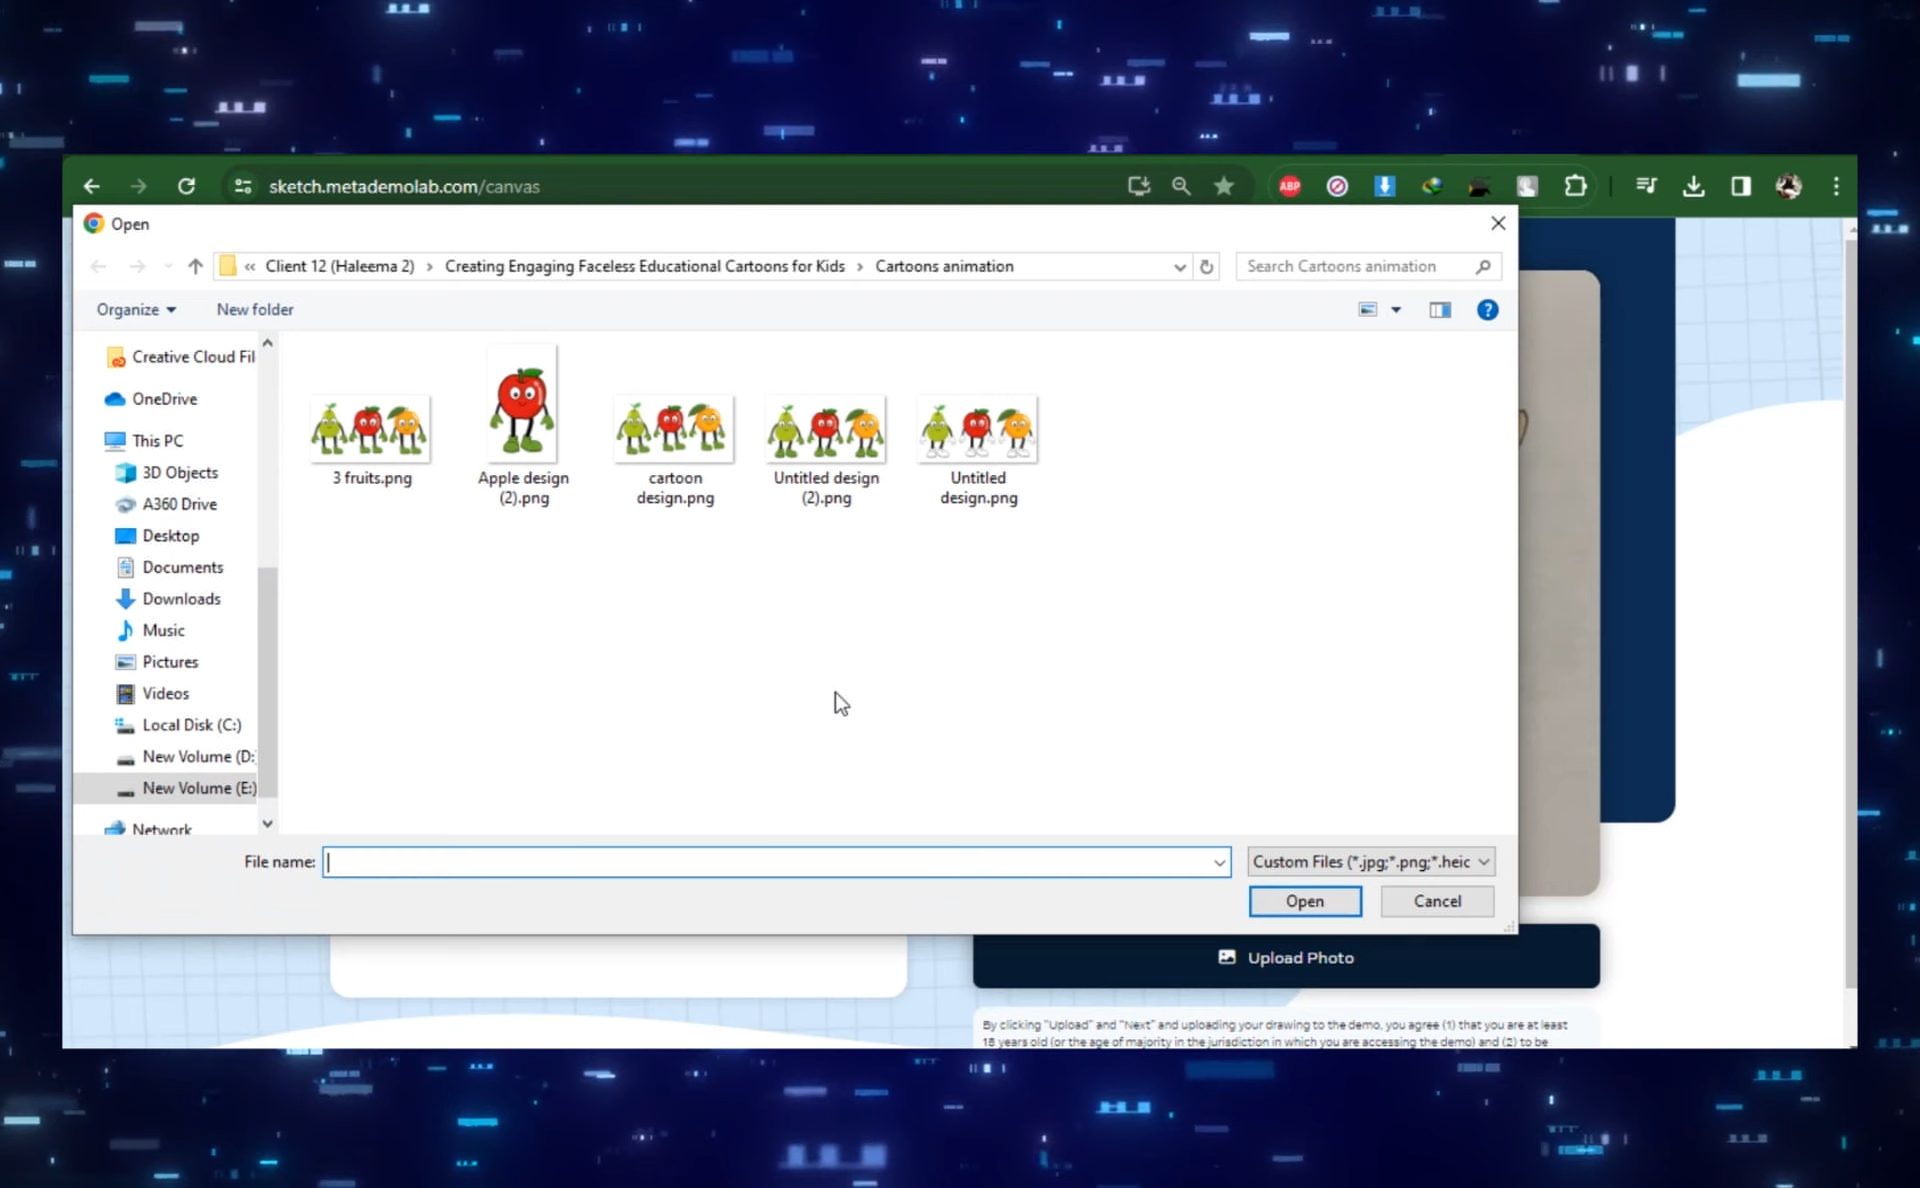 sketch.metademolab.com/canvas
ABP
Open
« Client 12 (Haleema 2) › Creating Engaging Faceless Educational Cartoons for Kids › Cartoons animation
Search Cartoons animation
Organize
New folder
?
Creative Cloud Fil
OneDrive
This PC
3D Objects
A360 Drive
Desktop
Documents
Downloads
Music
Pictures
Videos
Local Disk (C:)
New Volume (D:
New Volume (E:)
Network
3 fruits.png
Apple design
(2).png
cartoon
design.png
Untitled design
(2).png
Untitled
design.png
File name:
Custom Files (*.jpg;*.png;*.heic
Open
Cancel
Upload Photo
By clicking "Upload" and "Next" and uploading your drawing to the demo, you agree (1) that you are at least
18 years old (or the age of majority in the jurisdiction in which you are accessing the demo) and (2) to be